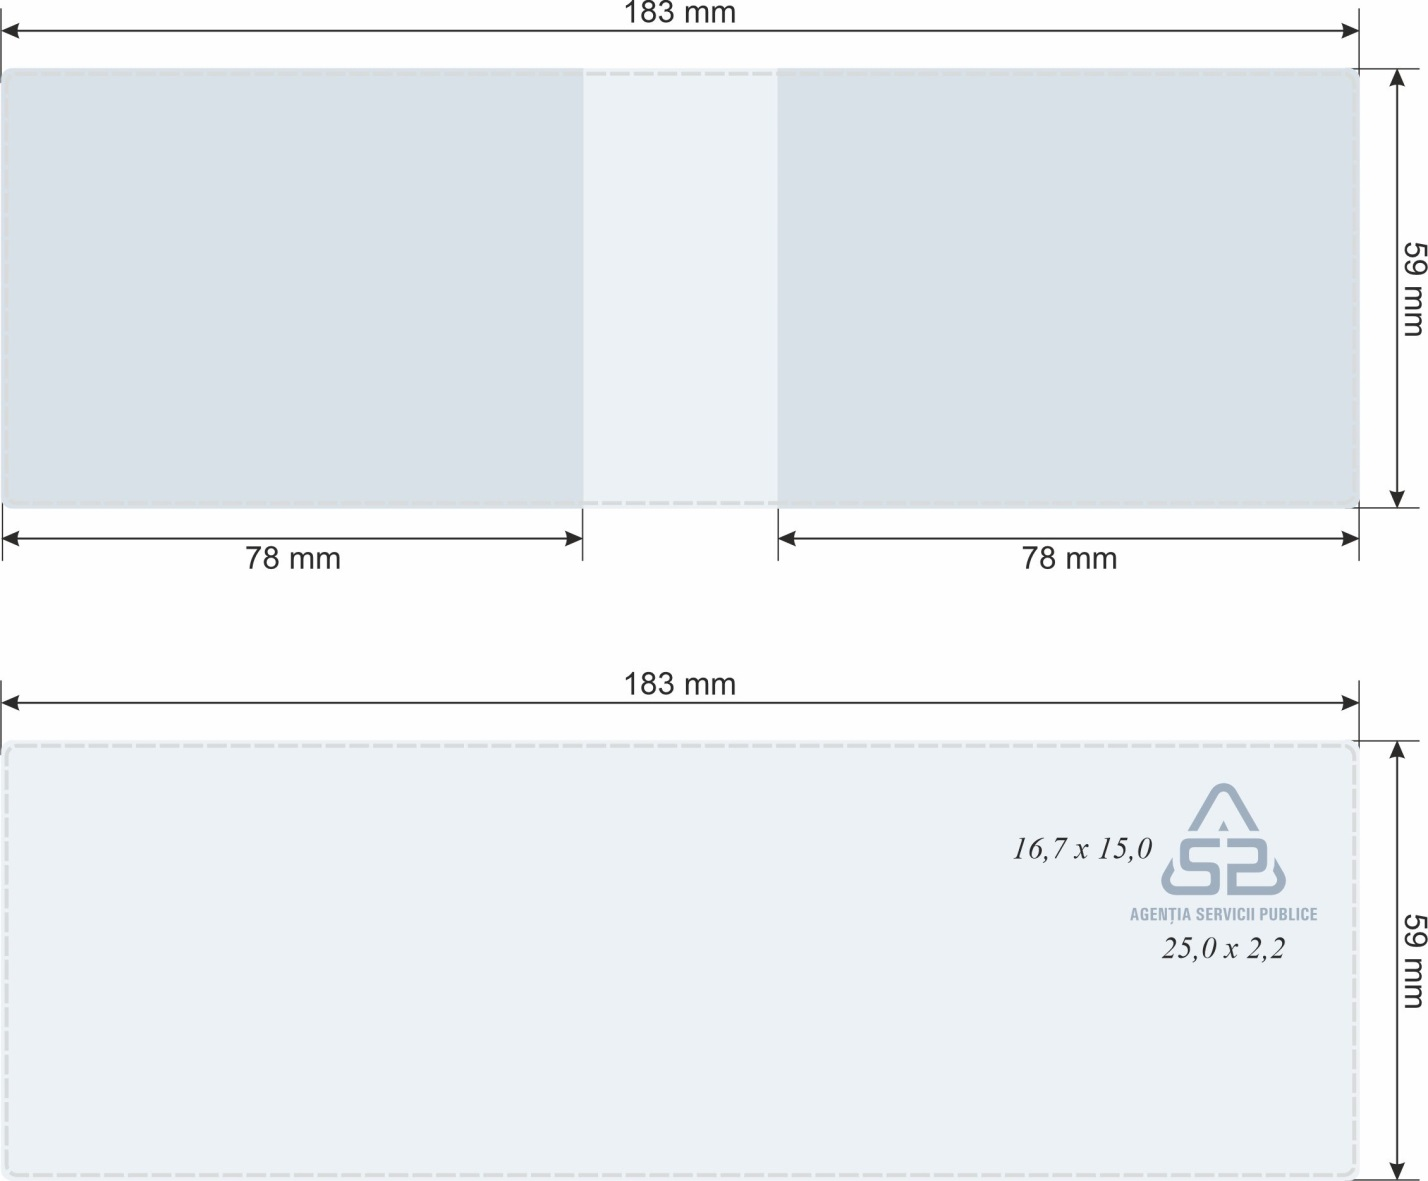 183 mm
59 mm
78 mm
78 mm
183 mm
16,7 x 15,0
ASP
AGENȚIA SERVICII PUBLICE
25,0 x 2,2
59 mm